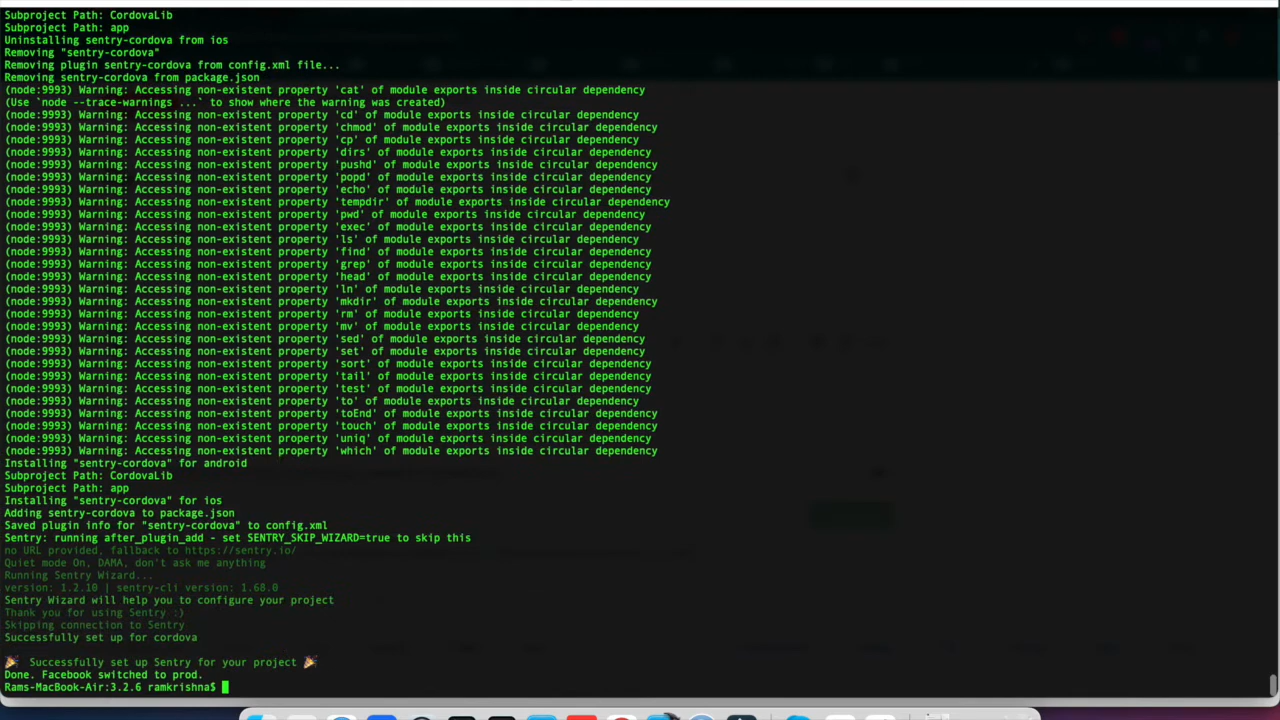 Subproject Path: CordovaLib
Subproject Path: app
Uninstalling sentry-cordova from ios
Removing "sentry-cordova"
Removing plugin sentry-cordova from config.xml file...
Removing sentry-cordova from package.json
(node:9993) Warning: Accessing non-existent property 'cat' of module exports inside circular dependency
(Use `node --trace-warnings ...` to show where the warning was created)
(node:9993) Warning: Accessing non-existent property 'cd' of module exports inside circular dependency
(node:9993) Warning: Accessing non-existent property 'chmod' of module exports inside circular dependency
(node:9993) Warning: Accessing non-existent property 'cp' of module exports inside circular dependency
(node:9993) Warning: Accessing non-existent property 'dirs' of module exports inside circular dependency
(node:9993) Warning: Accessing non-existent property 'pushd' of module exports inside circular dependency
(node:9993) Warning: Accessing non-existent property 'popd' of module exports inside circular dependency
(node:9993) Warning: Accessing non-existent property 'echo' of module exports inside circular dependency
(node:9993) Warning: Accessing non-existent property 'tempdir' of module exports inside circular dependency
(node:9993) Warning: Accessing non-existent property 'pwd' of module exports inside circular dependency
(node:9993) Warning: Accessing non-existent property 'exec' of module exports inside circular dependency
(node:9993) Warning: Accessing non-existent property 'ls' of module exports inside circular dependency
(node:9993) Warning: Accessing non-existent property 'find' of module exports inside circular dependency
(node:9993) Warning: Accessing non-existent property 'grep' of module exports inside circular dependency
(node:9993) Warning: Accessing non-existent property 'head' of module exports inside circular dependency
(node:9993) Warning: Accessing non-existent property 'ln' of module exports inside circular dependency
(node:9993) Warning: Accessing non-existent property 'mkdir' of module exports inside circular dependency
(node:9993) Warning: Accessing non-existent property 'rm' of module exports inside circular dependency
(node:9993) Warning: Accessing non-existent property 'mv' of module exports inside circular dependency
(node:9993) Warning: Accessing non-existent property 'sed' of module exports inside circular dependency
(node:9993) Warning: Accessing non-existent property 'set' of module exports inside circular dependency
(node:9993) Warning: Accessing non-existent property 'sort' of module exports inside circular dependency
(node:9993) Warning: Accessing non-existent property 'tail' of module exports inside circular dependency
(node:9993) Warning: Accessing non-existent property 'test' of module exports inside circular dependency
(node:9993) Warning: Accessing non-existent property 'to' of module exports inside circular dependency
(node:9993) Warning: Accessing non-existent property 'toEnd' of module exports inside circular dependency
(node:9993) Warning: Accessing non-existent property 'touch' of module exports inside circular dependency
(node:9993) Warning: Accessing non-existent property 'uniq' of module exports inside circular dependency
(node:9993) Warning: Accessing non-existent property 'which' of module exports inside circular dependency
Installing "sentry-cordova" for android
Subproject Path: CordovaLib
Subproject Path: app
Installing "sentry-cordova" for ios
Adding sentry-cordova to package.json
Saved plugin info for "sentry-cordova" to config.xml
Sentry: running after_plugin_add - set SENTRY_SKIP_WIZARD=true to skip this
no URL provided, fallback to https://sentry.io/
Quiet mode On, DAMA, don't ask me anything
Running Sentry Wizard...
version: 1.2.10 | sentry-cli version: 1.68.0
Sentry Wizard will help you to configure your project
Thank you for using Sentry :)
Skipping connection to Sentry
Successfully set up for cordova
🎉 Successfully set up Sentry for your project 🎉
Done. Facebook switched to prod.
Rams-MacBook-Air:3.2.6 ramkrishna$